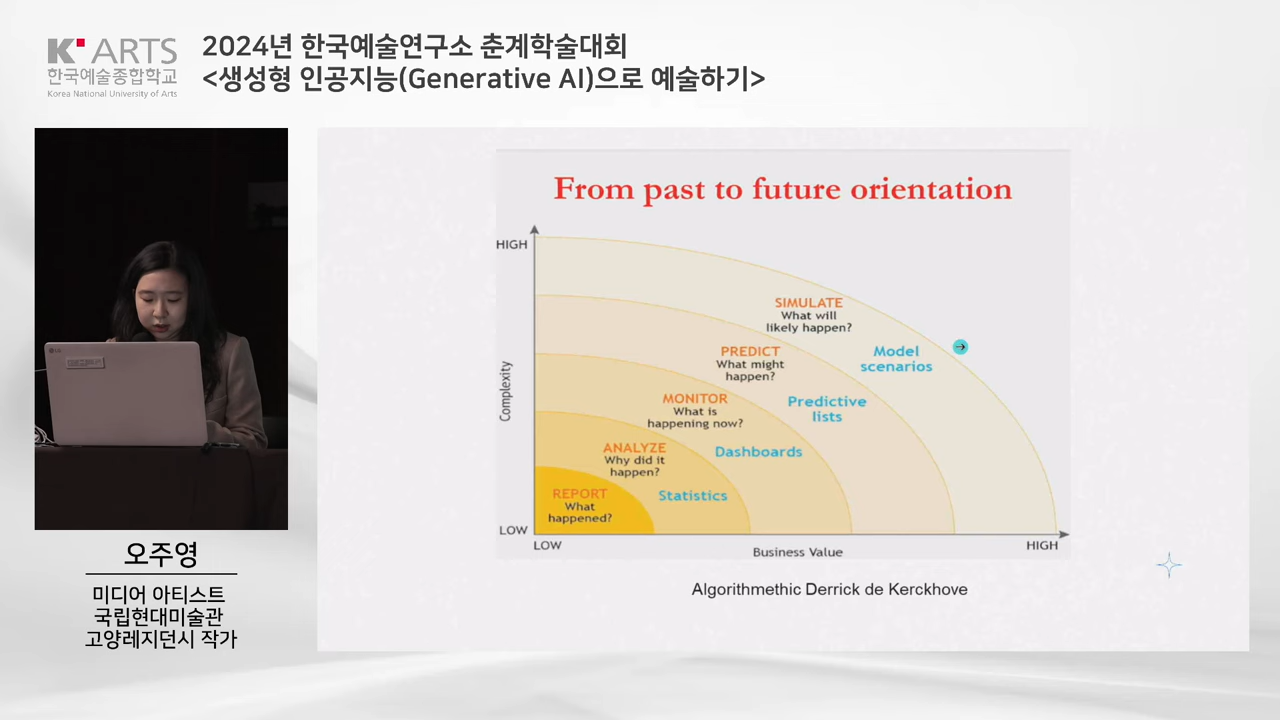 K ARTS
한국예술종합학교
Korea National University of Arts
2024년 한국예술연구소 춘계학술대회
<생성형 인공지능(Generative AI)으로 예술하기>
LG
오주영
미디어 아티스트
국립현대미술관
고양레지던시 작가
From past to future orientation
HIGH
Complexity
LOW
SIMULATE
What will
likely happen?
Model
scenarios
PREDICT
What might
happen?
Predictive
lists
MONITOR
What is
happening now?
Dashboards
ANALYZE
Why did it
happen?
Statistics
REPORT
What
happened?
LOW
Business Value
HIGH
Algorithmethic Derrick de Kerckhove